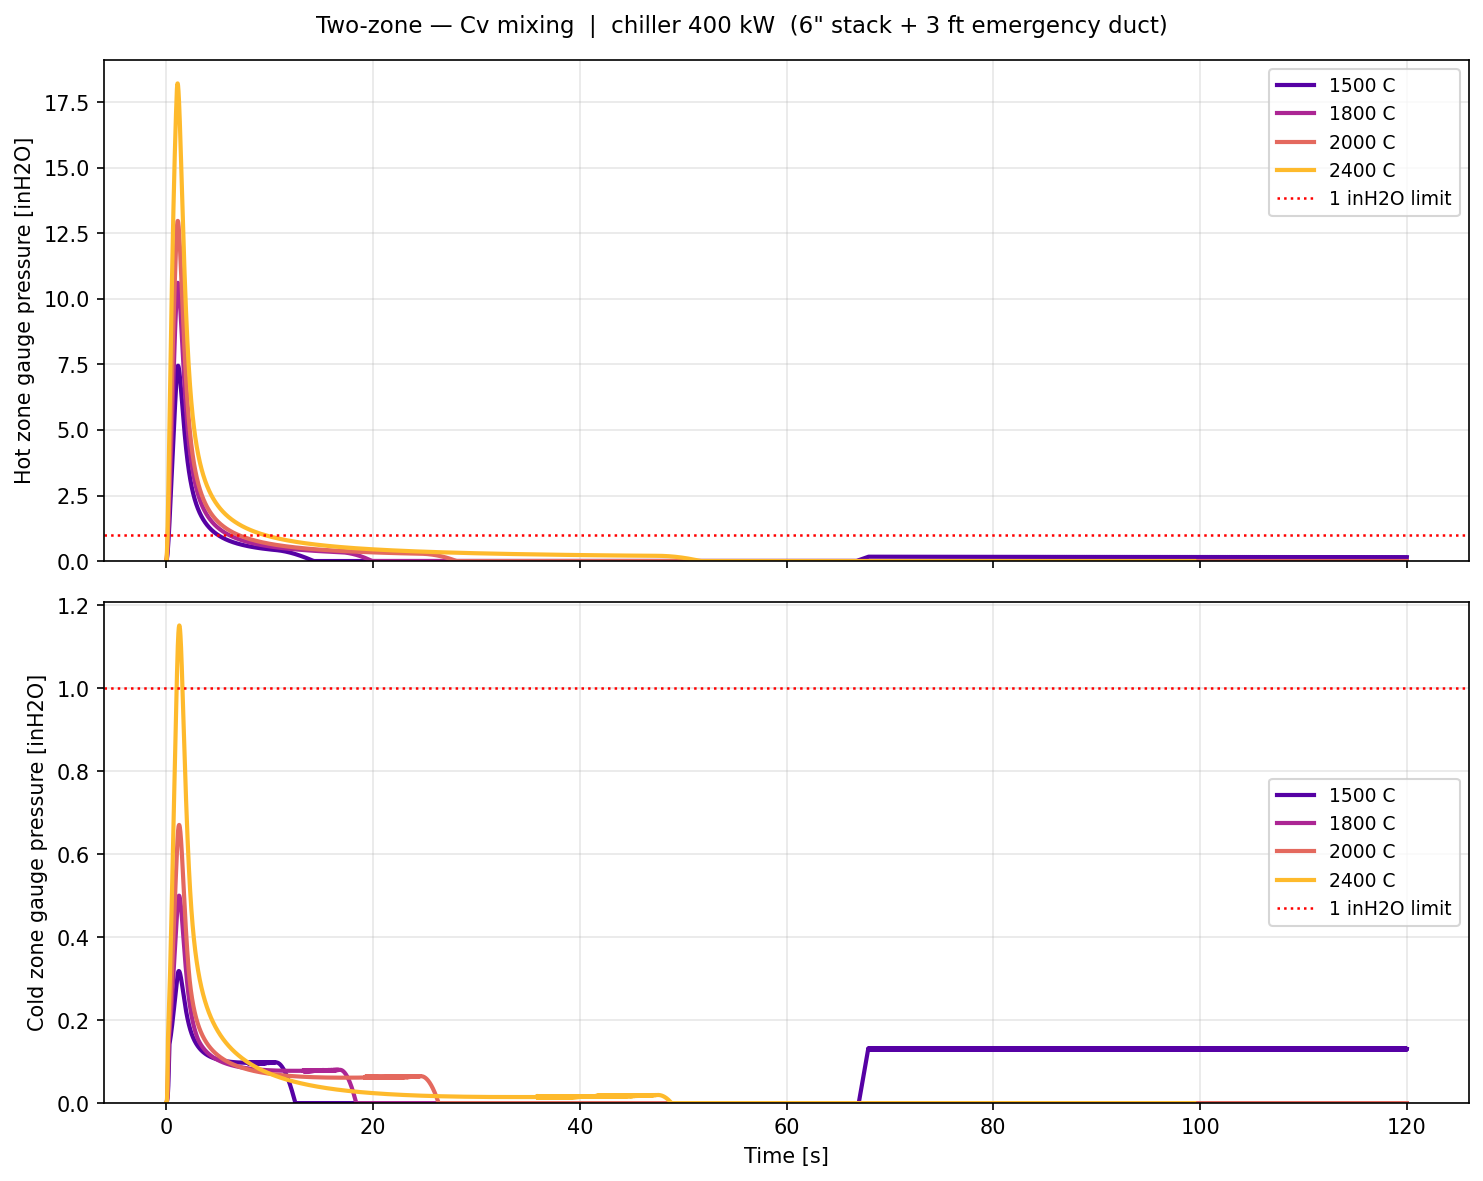 Two-zone — Cv mixing | chiller 400 kW (6" stack + 3 ft emergency duct)
Hot zone gauge pressure [inH2O]
17.5
15.0
12.5
10.0
7.5
5.0
2.5
0.0
1500 C
1800 C
2000 C
2400 C
1 inH2O limit
Cold zone gauge pressure [inH2O]
1.2
1.0
0.8
0.6
0.4
0.2
0.0
1500 C
1800 C
2000 C
2400 C
1 inH2O limit
0 20 40 60 80 100 120
Time [s]